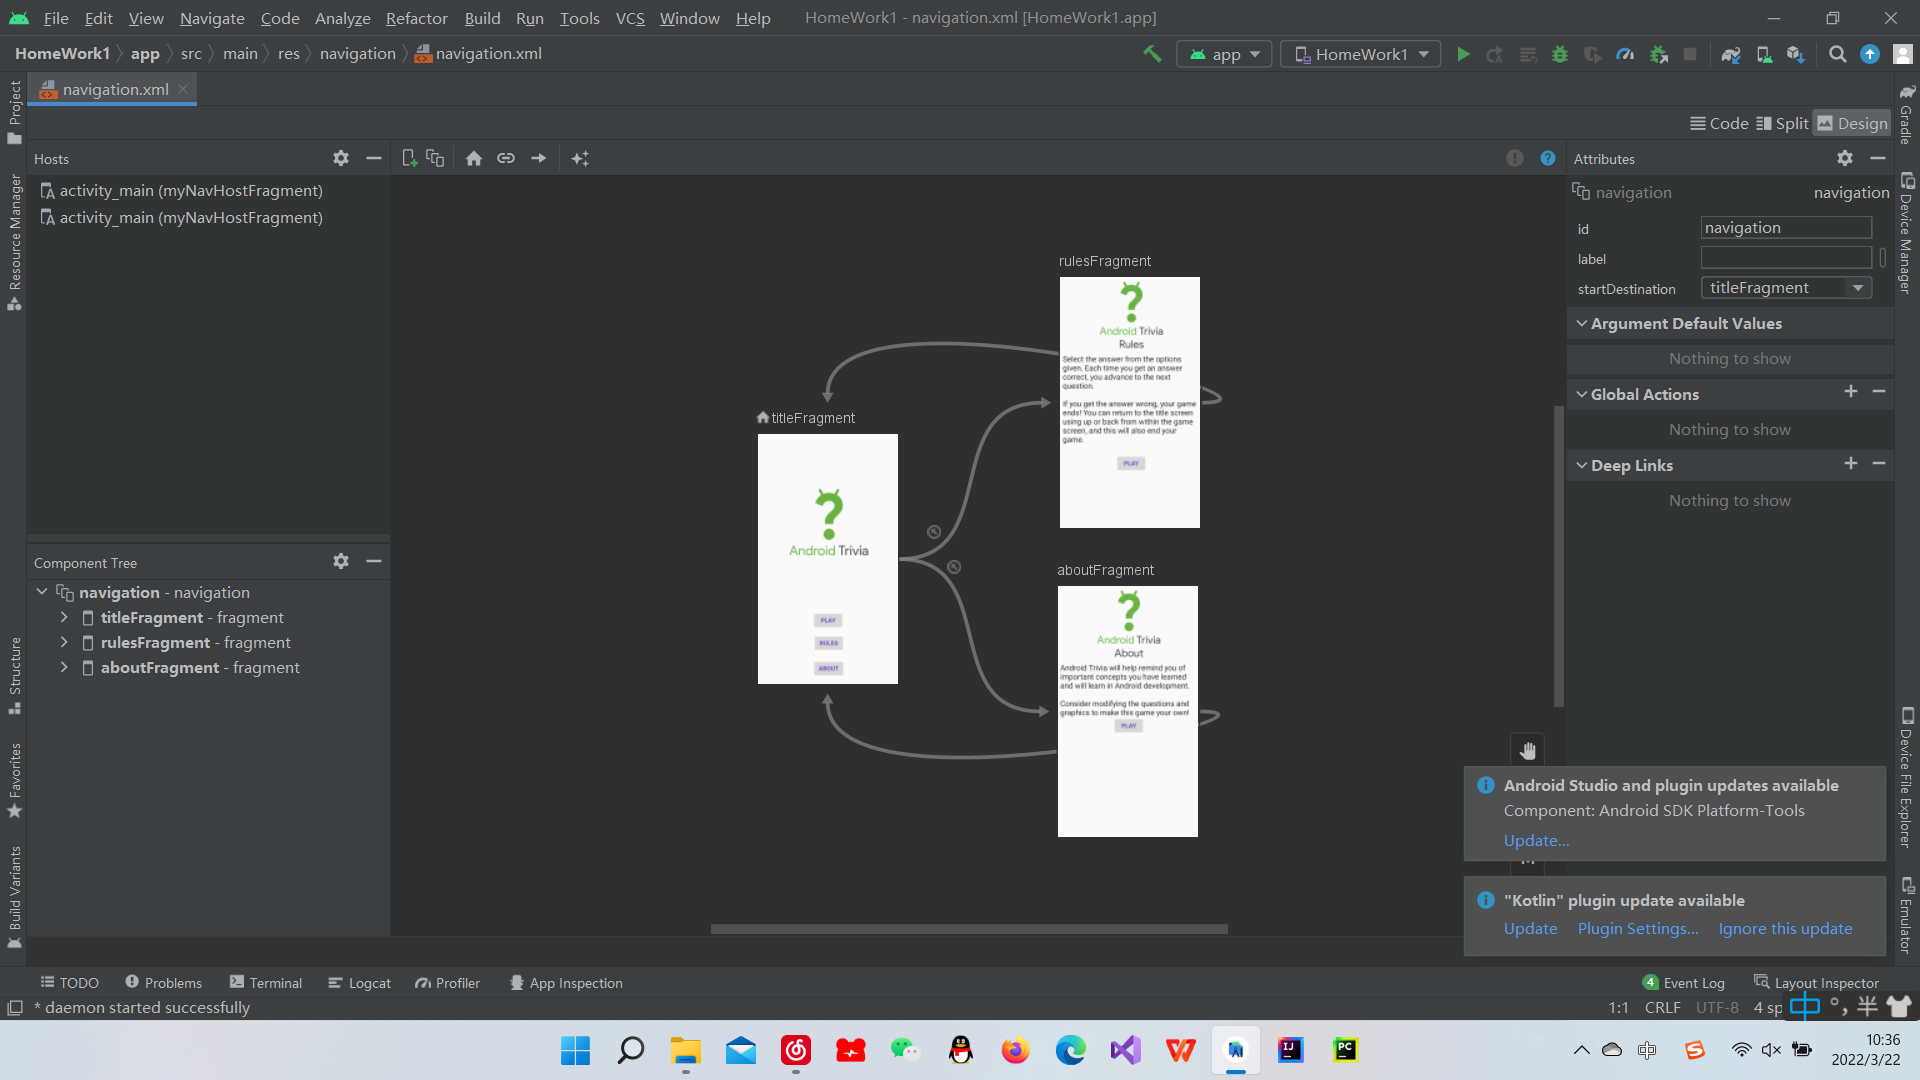 File Edit View Navigate Code Analyze Refactor Build Run Tools VCS Window Help HomeWork1 - navigation.xml [HomeWork1.app]
HomeWork1 app src main res navigation navigation.xml
app HomeWork1
navigation.xml
Code Split Design
Hosts
activity_main (myNavHostFragment)
activity_main (myNavHostFragment)
Component Tree
navigation - navigation
titleFragment - fragment
rulesFragment - fragment
aboutFragment - fragment
Project
Resource Manager
Structure
Favorites
Build Variants
titleFragment
Android Trivia
PLAY
RULES
ABOUT
rulesFragment
Android Trivia
Rules
Select the answer from the options
given. Each time you get an answer
correct, you advance to the next
question.
If you get the answer wrong, your game
ends! You can return to the title screen
using up or back from within the game
screen, and this will also end your
game.
PLAY
aboutFragment
Android Trivia
About
Android Trivia will help remind you of
important concepts you have learned
and will learn in Android development.
Consider modifying the questions and
graphics to make this game your own!
PLAY
Attributes
navigation navigation
id navigation
label
startDestination titleFragment
Argument Default Values
Nothing to show
Global Actions
Nothing to show
Deep Links
Nothing to show
Gradle
Device Manager
Device File Explorer
Emulator
Android Studio and plugin updates available
Component: Android SDK Platform-Tools
Update...
"Kotlin" plugin update available
Update Plugin Settings... Ignore this update
TODO Problems Terminal Logcat Profiler App Inspection 4 Event Log Layout Inspector
* daemon started successfully 1:1 CRLF UTF-8 4 sp 中 °, 半
中 10:36
2022/3/22